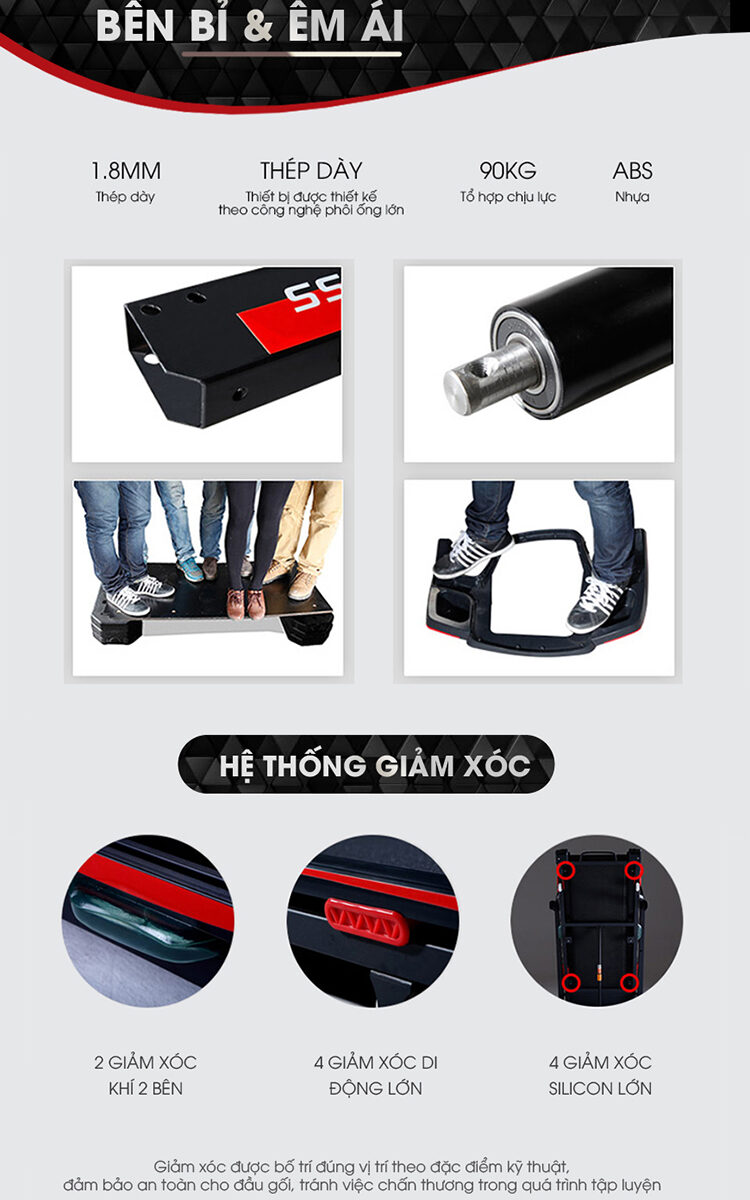 BỀN BỈ & ÊM ÁI
1.8MM
Thép dày
THÉP DÀY
Thiết bị được thiết kế
theo công nghệ phôi ống lớn
90KG
Tổ hợp chịu lực
ABS
Nhựa
SS
HỆ THỐNG GIẢM XÓC
2 GIẢM XÓC
KHÍ 2 BÊN
4 GIẢM XÓC DI
ĐỘNG LỚN
4 GIẢM XÓC
SILICON LỚN
Giảm xóc được bố trí đúng vị trí theo đặc điểm kỹ thuật,
đảm bảo an toàn cho đầu gối, tránh việc chấn thương trong quá trình tập luyện